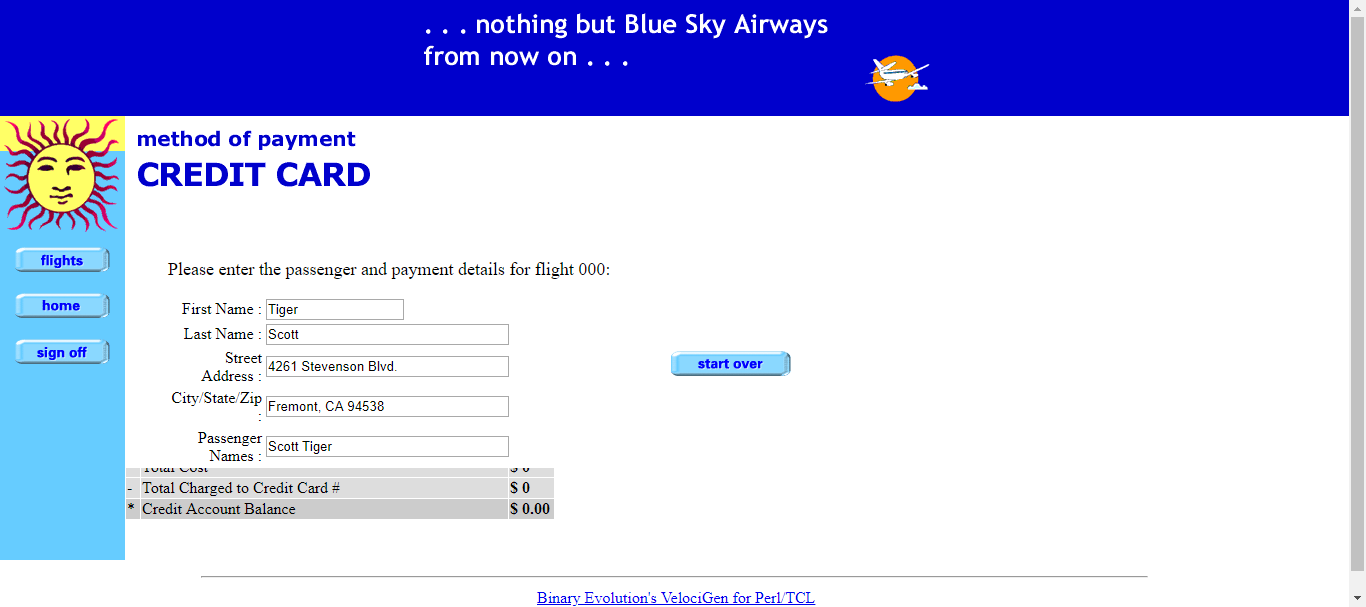 . . . nothing but Blue Sky Airways
from now on . . .
method of payment
CREDIT CARD
flights
home
sign off
Please enter the passenger and payment details for flight 000:
First Name : Tiger
Last Name : Scott
Street
Address : 4261 Stevenson Blvd.
start over
City/State/Zip
: Fremont, CA 94538
Passenger
Names : Scott Tiger
Total Cost $ 0
- Total Charged to Credit Card # $ 0
* Credit Account Balance $ 0.00
Binary Evolution's VelociGen for Perl/TCL